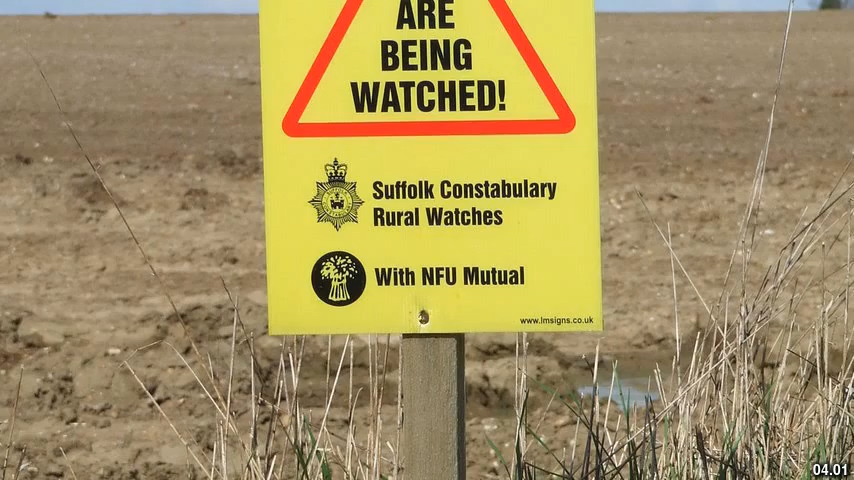 ARE
BEING
WATCHED!
Suffolk Constabulary
Rural Watches
With NFU Mutual
www.lmsigns.co.uk
04.01